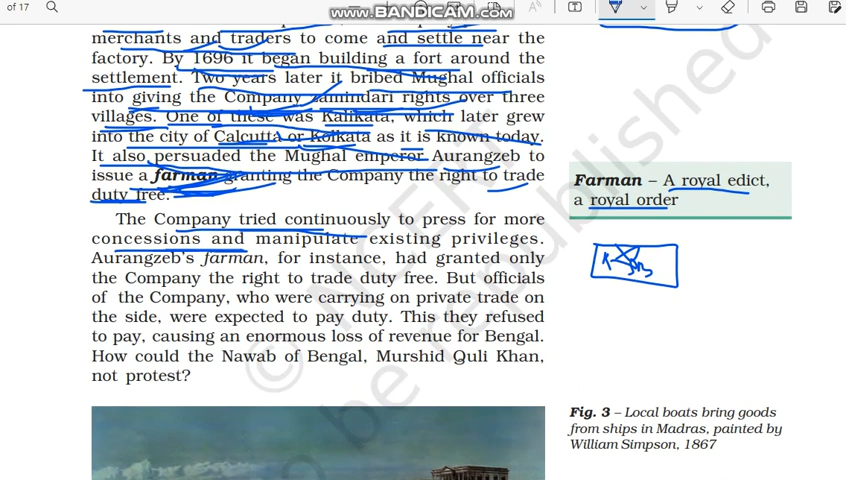 of 17
www.BANDICAM.com
merchants and traders to come and settle near the
factory. By 1696 it began building a fort around the
settlement. Two years later it bribed Mughal officials
into giving the Company zamindari rights over three
villages. One of these was Kalikata, which later grew
into the city of Calcutta or Kolkata as it is known today.
It also persuaded the Mughal emperor Aurangzeb to
issue a farman granting the Company the right to trade
duty free.
The Company tried continuously to press for more
concessions and manipulate existing privileges.
Aurangzeb's farman, for instance, had granted only
the Company the right to trade duty free. But officials
of the Company, who were carrying on private trade on
the side, were expected to pay duty. This they refused
to pay, causing an enormous loss of revenue for Bengal.
How could the Nawab of Bengal, Murshid Quli Khan,
not protest?
Farman – A royal edict,
a royal order
Fig. 3 – Local boats bring goods
from ships in Madras, painted by
William Simpson, 1867
© NCERT
be republished